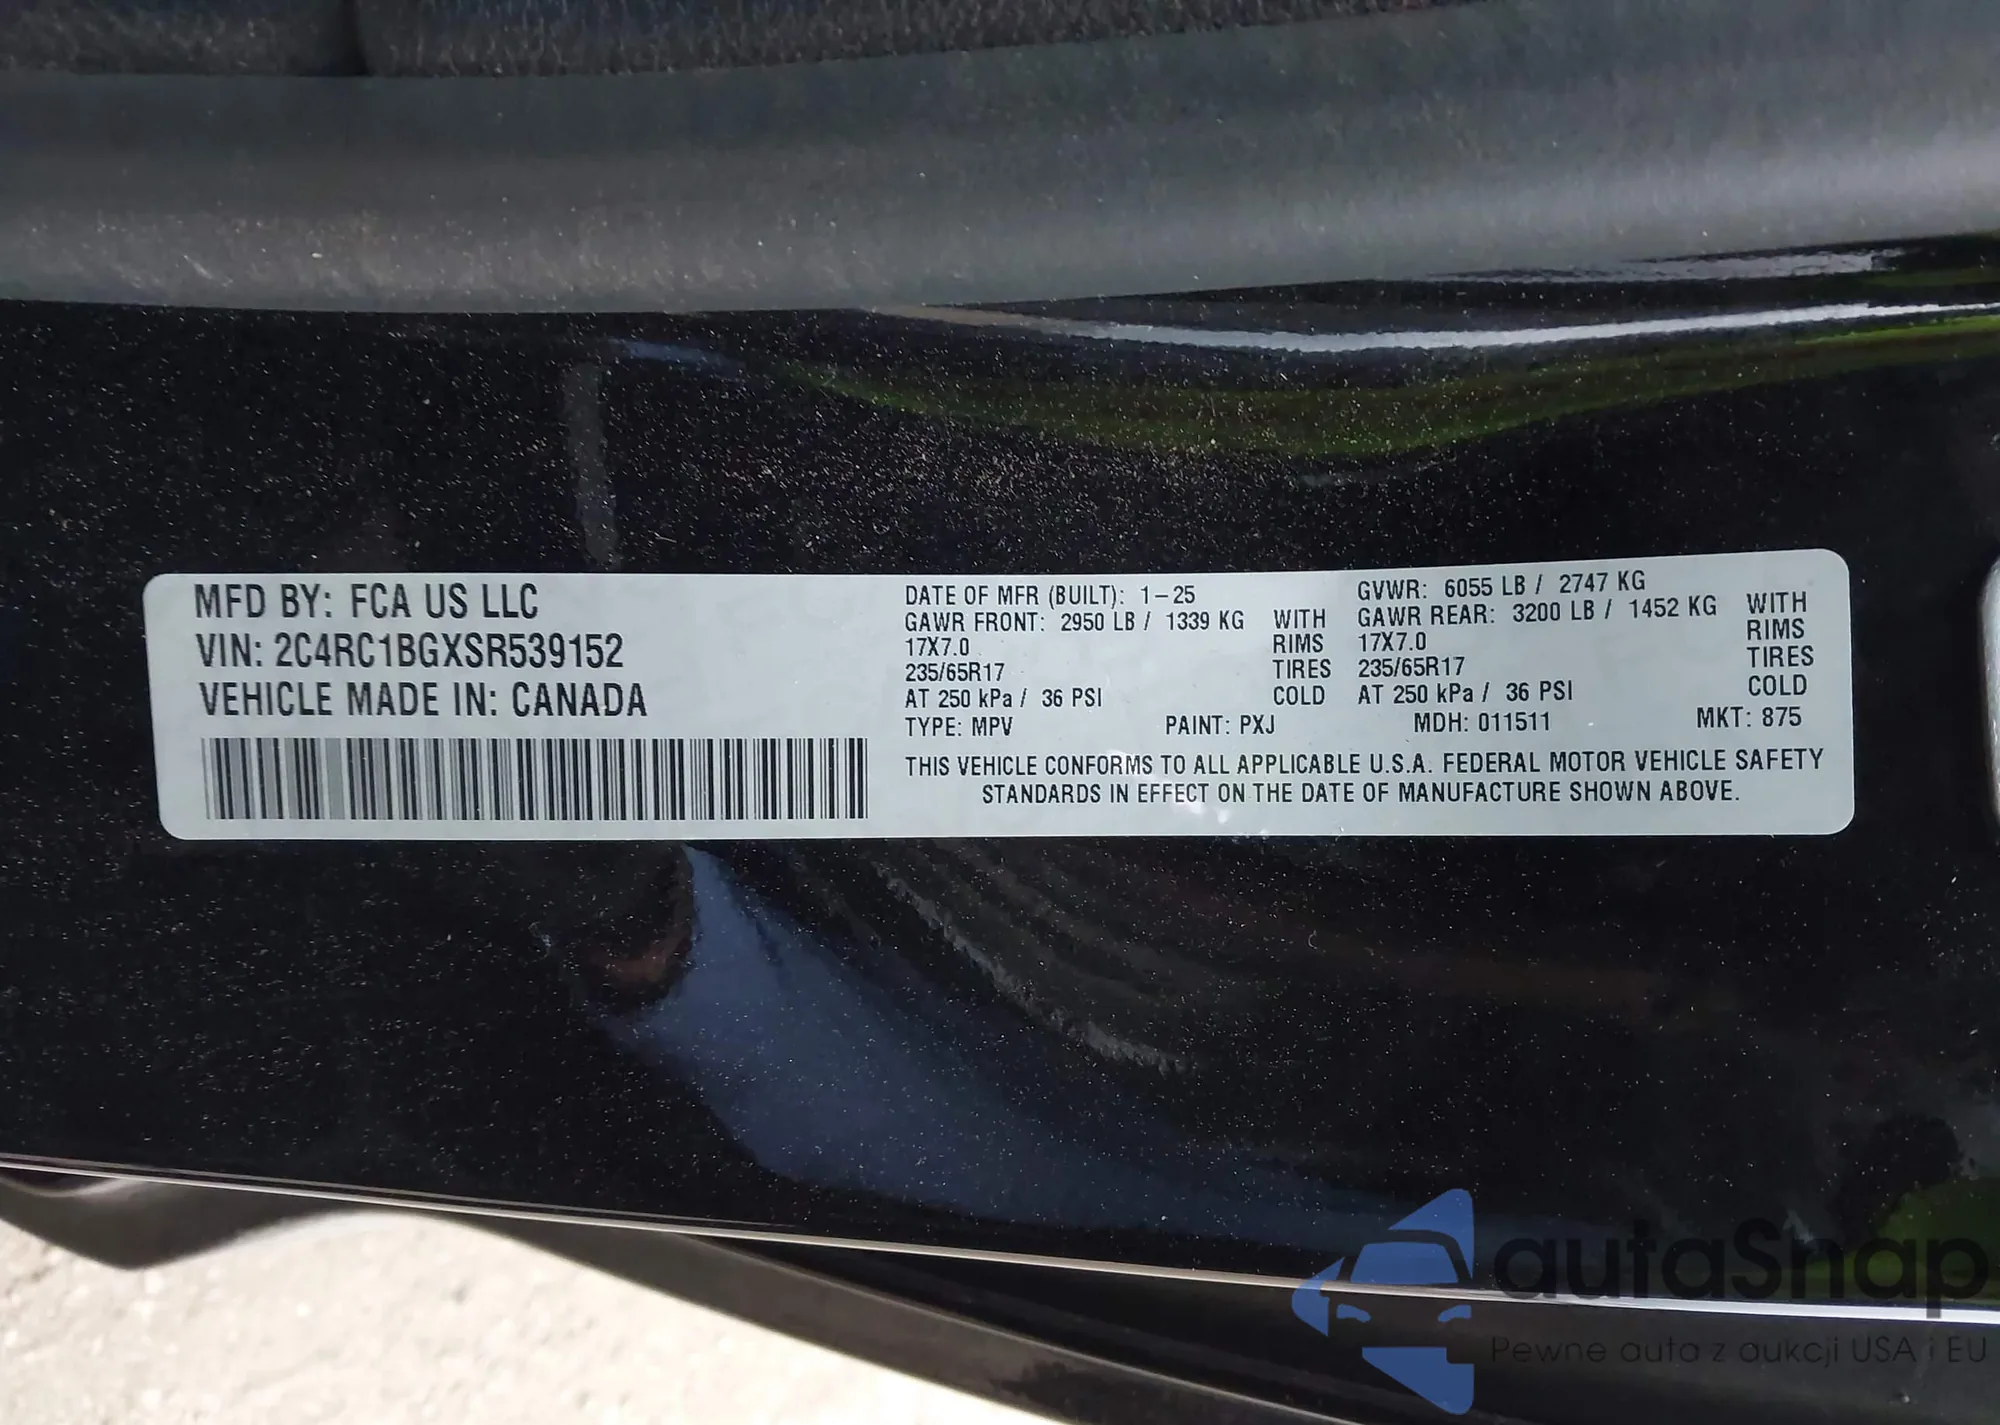 MFD BY: FCA US LLC
VIN: 2C4RC1BGXSR539152
VEHICLE MADE IN: CANADA
DATE OF MFR (BUILT): 1-25
GAWR FRONT: 2950 LB / 1339 KG WITH
17X7.0 RIMS
235/65R17 TIRES
AT 250 kPa / 36 PSI COLD
GVWR: 6055 LB / 2747 KG
GAWR REAR: 3200 LB / 1452 KG WITH
17X7.0 RIMS
235/65R17 TIRES
AT 250 kPa / 36 PSI COLD
TYPE: MPV PAINT: PXJ MDH: 011511 MKT: 875
THIS VEHICLE CONFORMS TO ALL APPLICABLE U.S.A. FEDERAL MOTOR VEHICLE SAFETY
STANDARDS IN EFFECT ON THE DATE OF MANUFACTURE SHOWN ABOVE.
autaSnap
Pewne auta z aukcji USA i EU